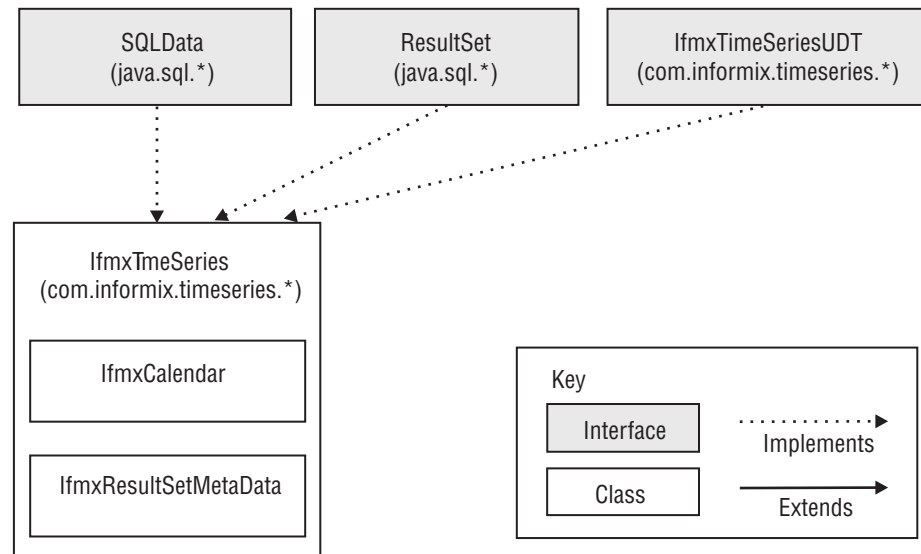 SQLData
(java.sql.*)
ResultSet
(java.sql.*)
IfmxTimeSeriesUDT
(com.informix.timeseries.*)
IfmxTmeSeries
(com.informix.timeseries.*)
IfmxCalendar
IfmxResultSetMetaData
Key
Interface
Implements
Class
Extends